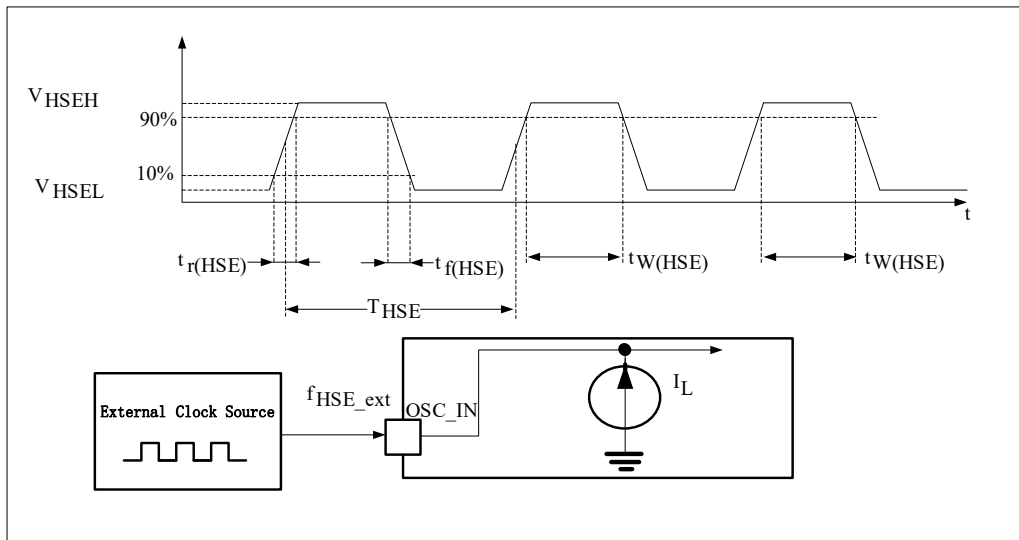 V HSEH
90%
10%
V HSEL
t
t r(HSE)
t f(HSE)
t W(HSE)
t W(HSE)
T HSE
External Clock Source
f HSE_ext
OSC_IN
I L